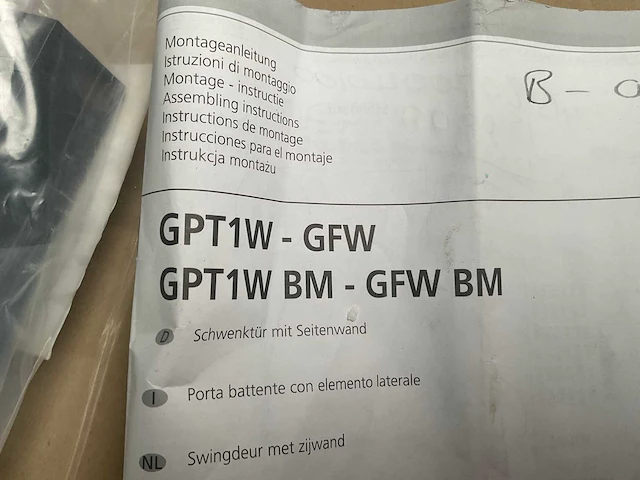 Montageanleitung
Istruzioni di montaggio
Montage - instructie
Assembling instructions
Instructions de montage
Instrucciones para el montaje
Instrukcja montażu
B -
GPT1W - GFW
GPT1W BM - GFW BM
D Schwenktür mit Seitenwand
I Porta battente con elemento laterale
NL Swingdeur met zijwand